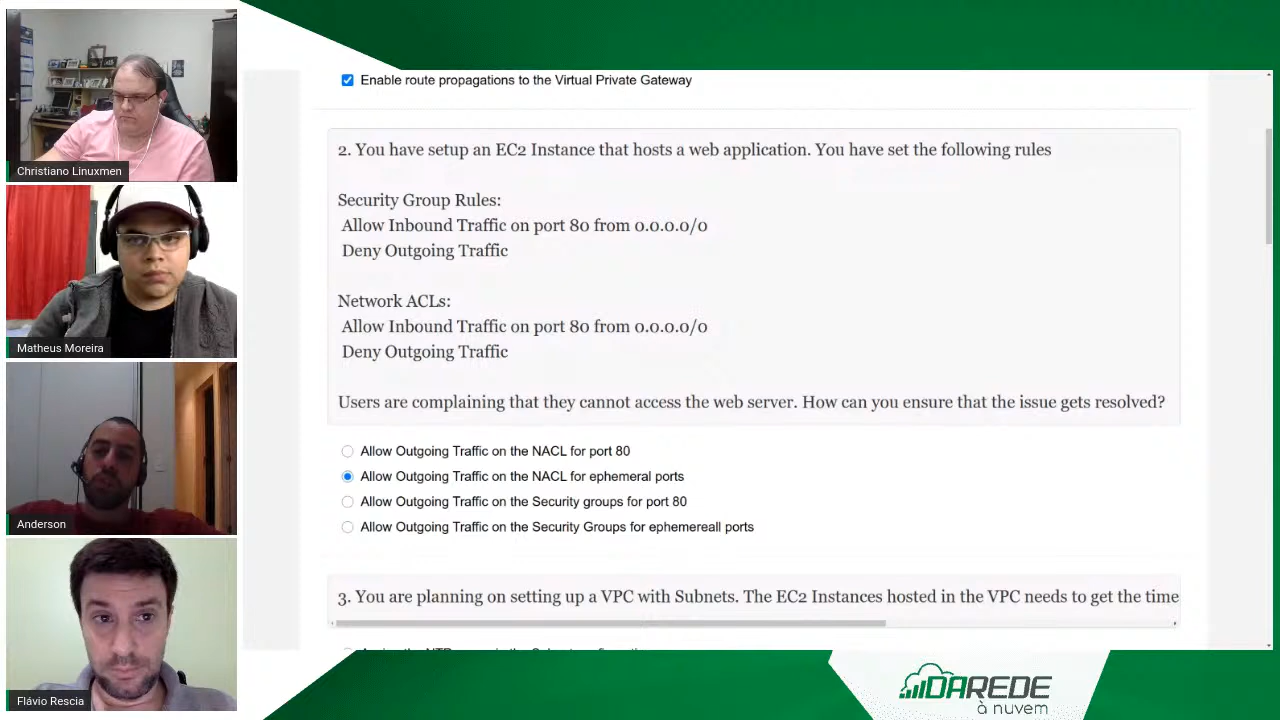 Christiano Linuxmen
Matheus Moreira
Anderson
Flávio Rescia
Enable route propagations to the Virtual Private Gateway
2. You have setup an EC2 Instance that hosts a web application. You have set the following rules
Security Group Rules:
Allow Inbound Traffic on port 80 from 0.0.0.0/0
Deny Outgoing Traffic
Network ACLs:
Allow Inbound Traffic on port 80 from 0.0.0.0/0
Deny Outgoing Traffic
Users are complaining that they cannot access the web server. How can you ensure that the issue gets resolved?
Allow Outgoing Traffic on the NACL for port 80
Allow Outgoing Traffic on the NACL for ephemeral ports
Allow Outgoing Traffic on the Security groups for port 80
Allow Outgoing Traffic on the Security Groups for ephemereall ports
3. You are planning on setting up a VPC with Subnets. The EC2 Instances hosted in the VPC needs to get the time
DAREDE
à nuvem